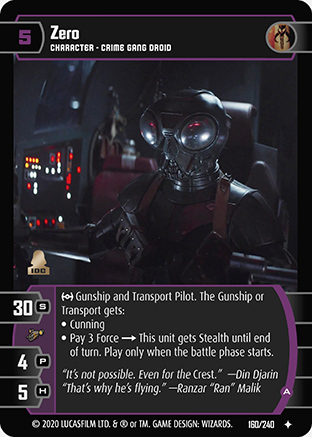 5
Zero
CHARACTER - CRIME GANG DROID
IDC
30 S
4 P
5 H
Gunship and Transport Pilot. The Gunship or
Transport gets:
• Cunning
• Pay 3 Force → This unit gets Stealth until end
of turn. Play only when the battle phase starts.
“It’s not possible. Even for the Crest.” —Din Djarin
“That’s why he’s flying.” —Ranzar “Ran” Malik
A
© 2020 LUCASFILM LTD. & ® or TM. GAME DESIGN: WIZARDS. 160/240